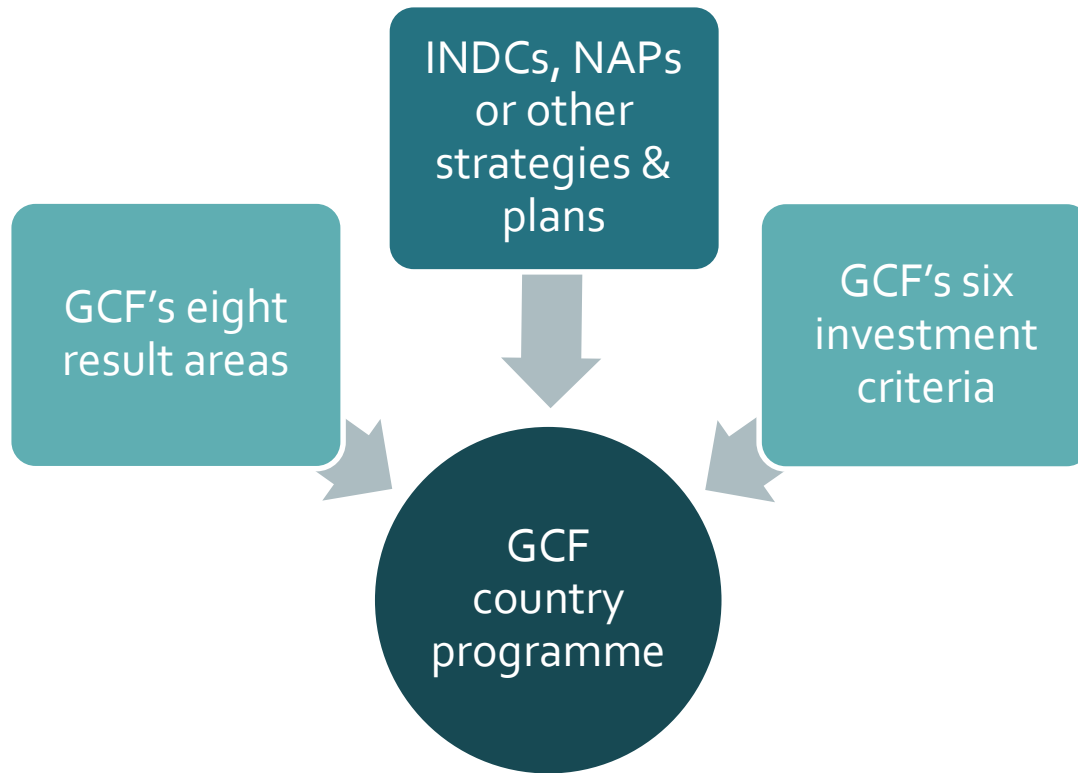 INDCs, NAPs
or other
strategies &
plans
GCF’s eight
result areas
GCF’s six
investment
criteria
GCF
country
programme